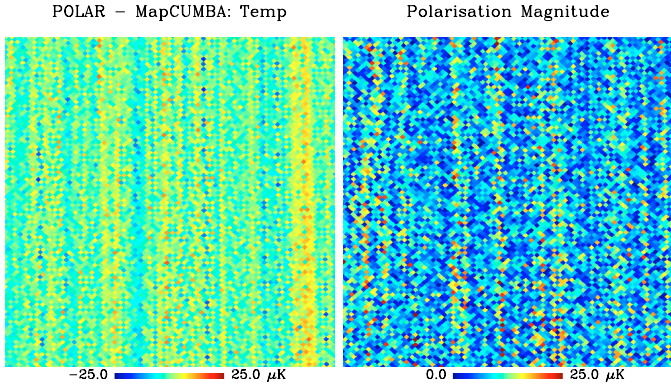 POLAR – MapCUMBA: Temp
Polarisation Magnitude
−25.0 25.0 μK
0.0 25.0 μK